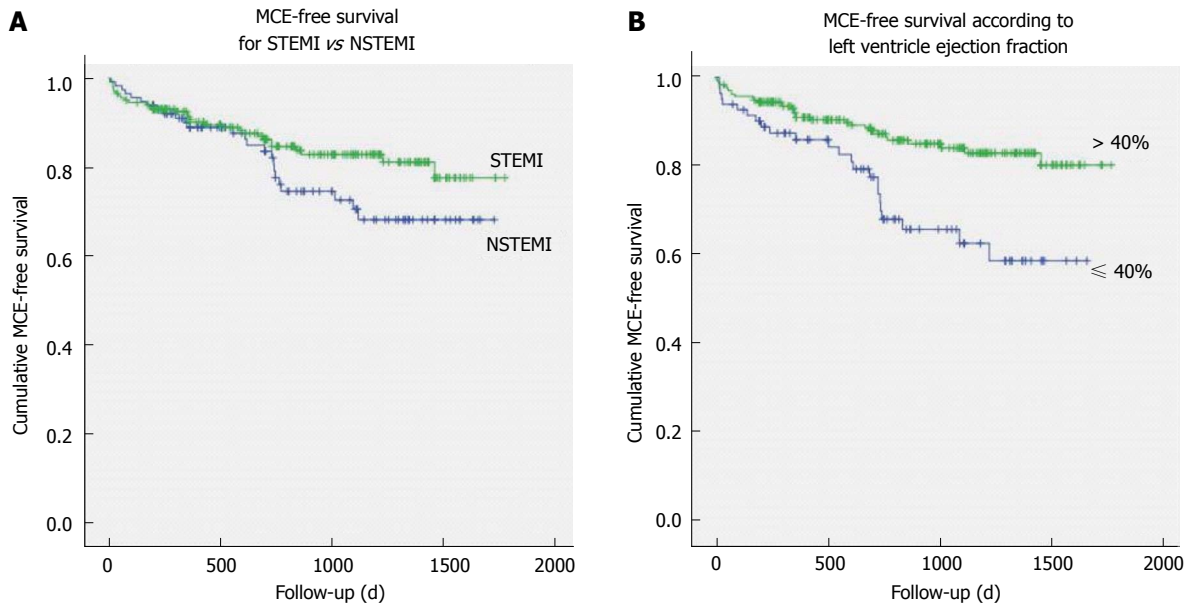 A
MCE-free survival
for STEMI vs NSTEMI
Cumulative MCE-free survival
1.0
0.8
0.6
0.4
0.2
0.0
STEMI
NSTEMI
0
500
1000
1500
2000
Follow-up (d)
B
MCE-free survival according to
left ventricle ejection fraction
Cumulative MCE-free survival
1.0
0.8
0.6
0.4
0.2
0.0
> 40%
≤ 40%
0
500
1000
1500
2000
Follow-up (d)